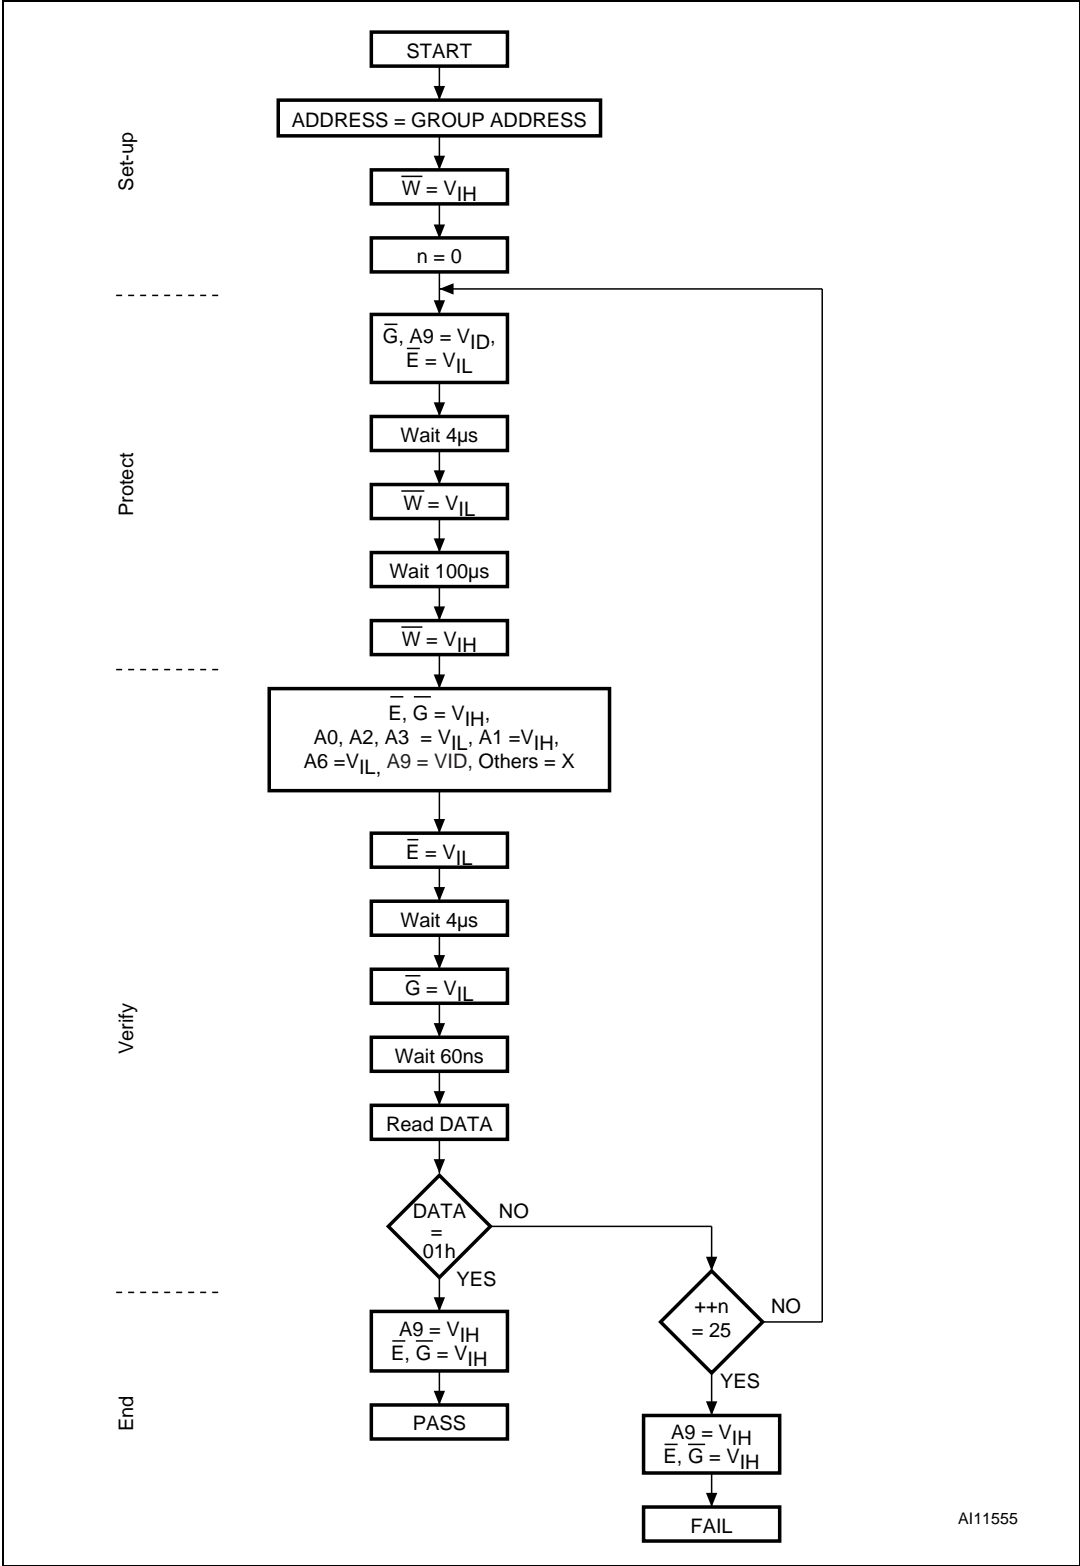 START
ADDRESS = GROUP ADDRESS
Set-up
W̅ = VIH
n = 0
G̅, A9 = VID,
E̅ = VIL
Wait 4µs
Protect
W̅ = VIL
Wait 100µs
W̅ = VIH
E̅, G̅ = VIH,
A0, A2, A3 = VIL, A1 =VIH,
A6 =VIL, A9 = VID, Others = X
E̅ = VIL
Wait 4µs
G̅ = VIL
Verify
Wait 60ns
Read DATA
DATA
=
01h
NO
YES
++n
= 25
NO
YES
A9 = VIH
E̅, G̅ = VIH
End
PASS
A9 = VIH
E̅, G̅ = VIH
FAIL
AI11555